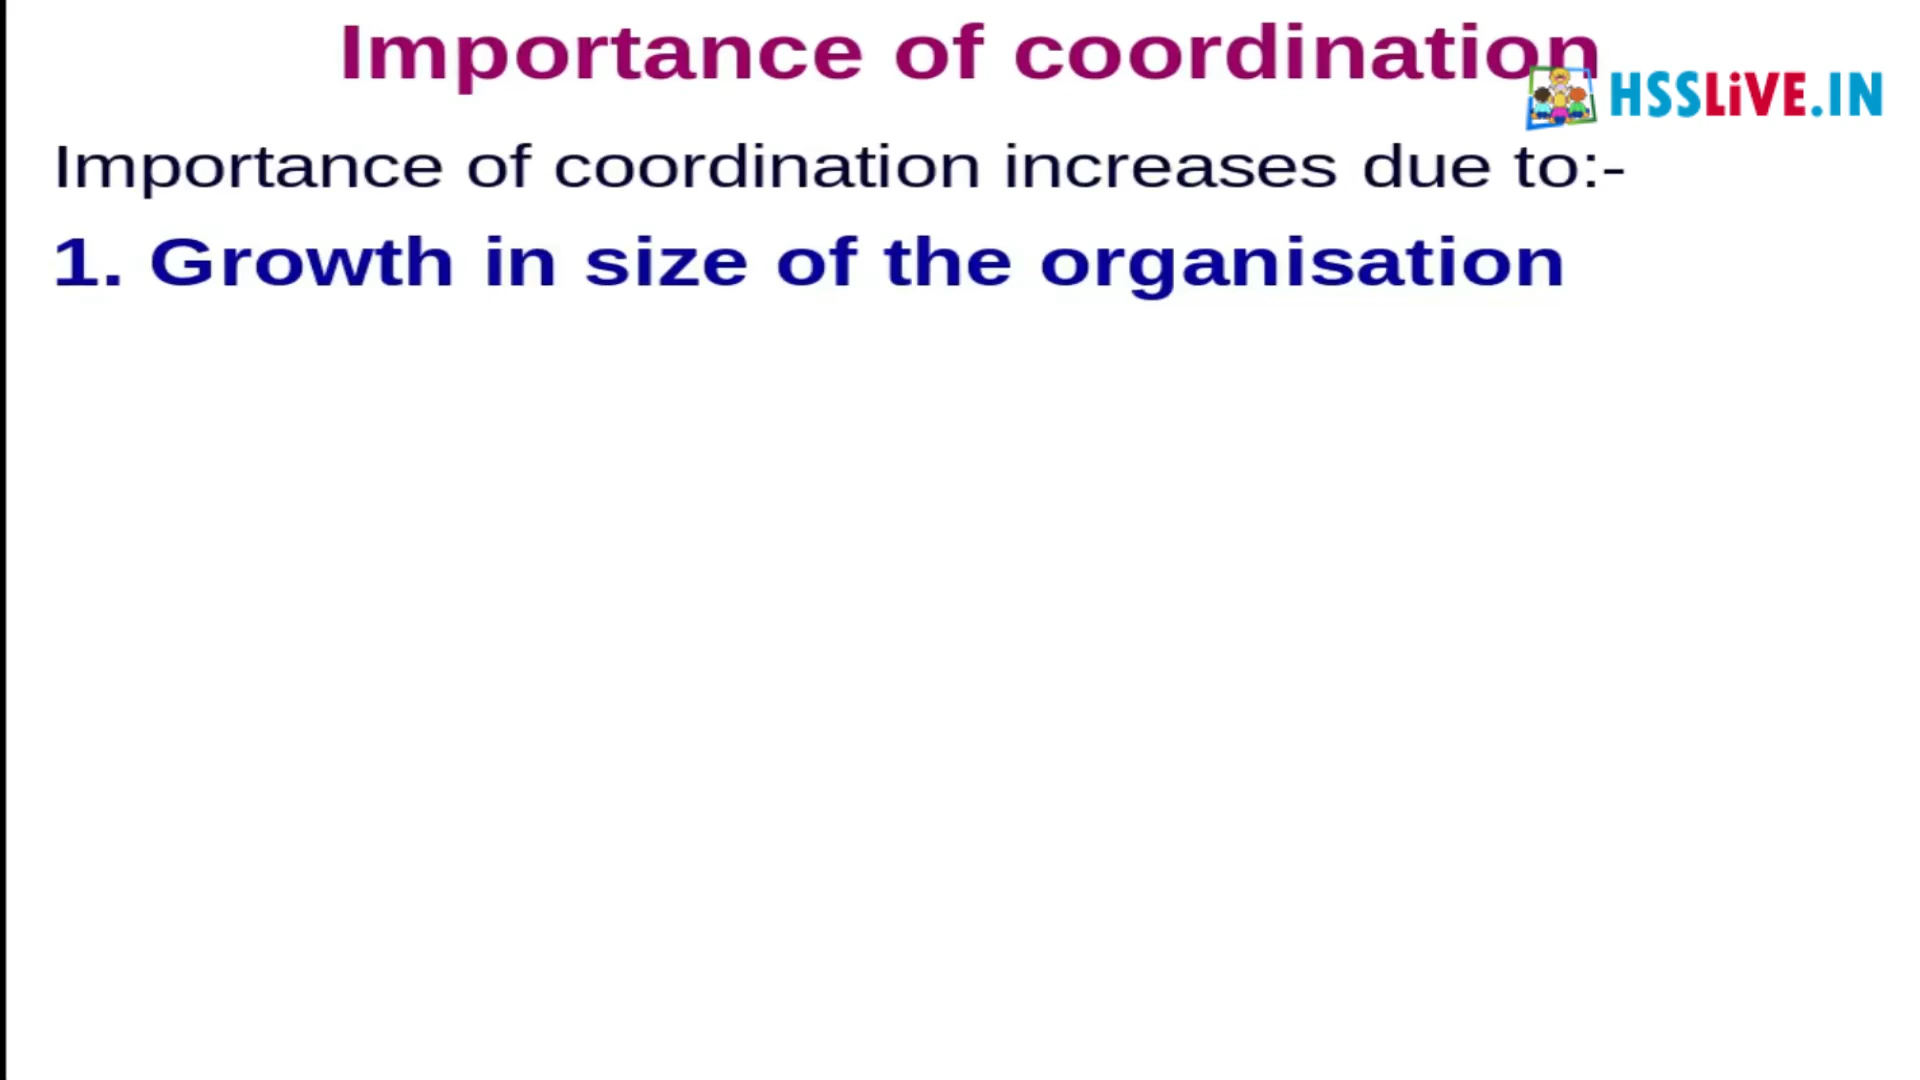 Importance of coordination
HSSLiVE.IN
Importance of coordination increases due to:-
1. Growth in size of the organisation